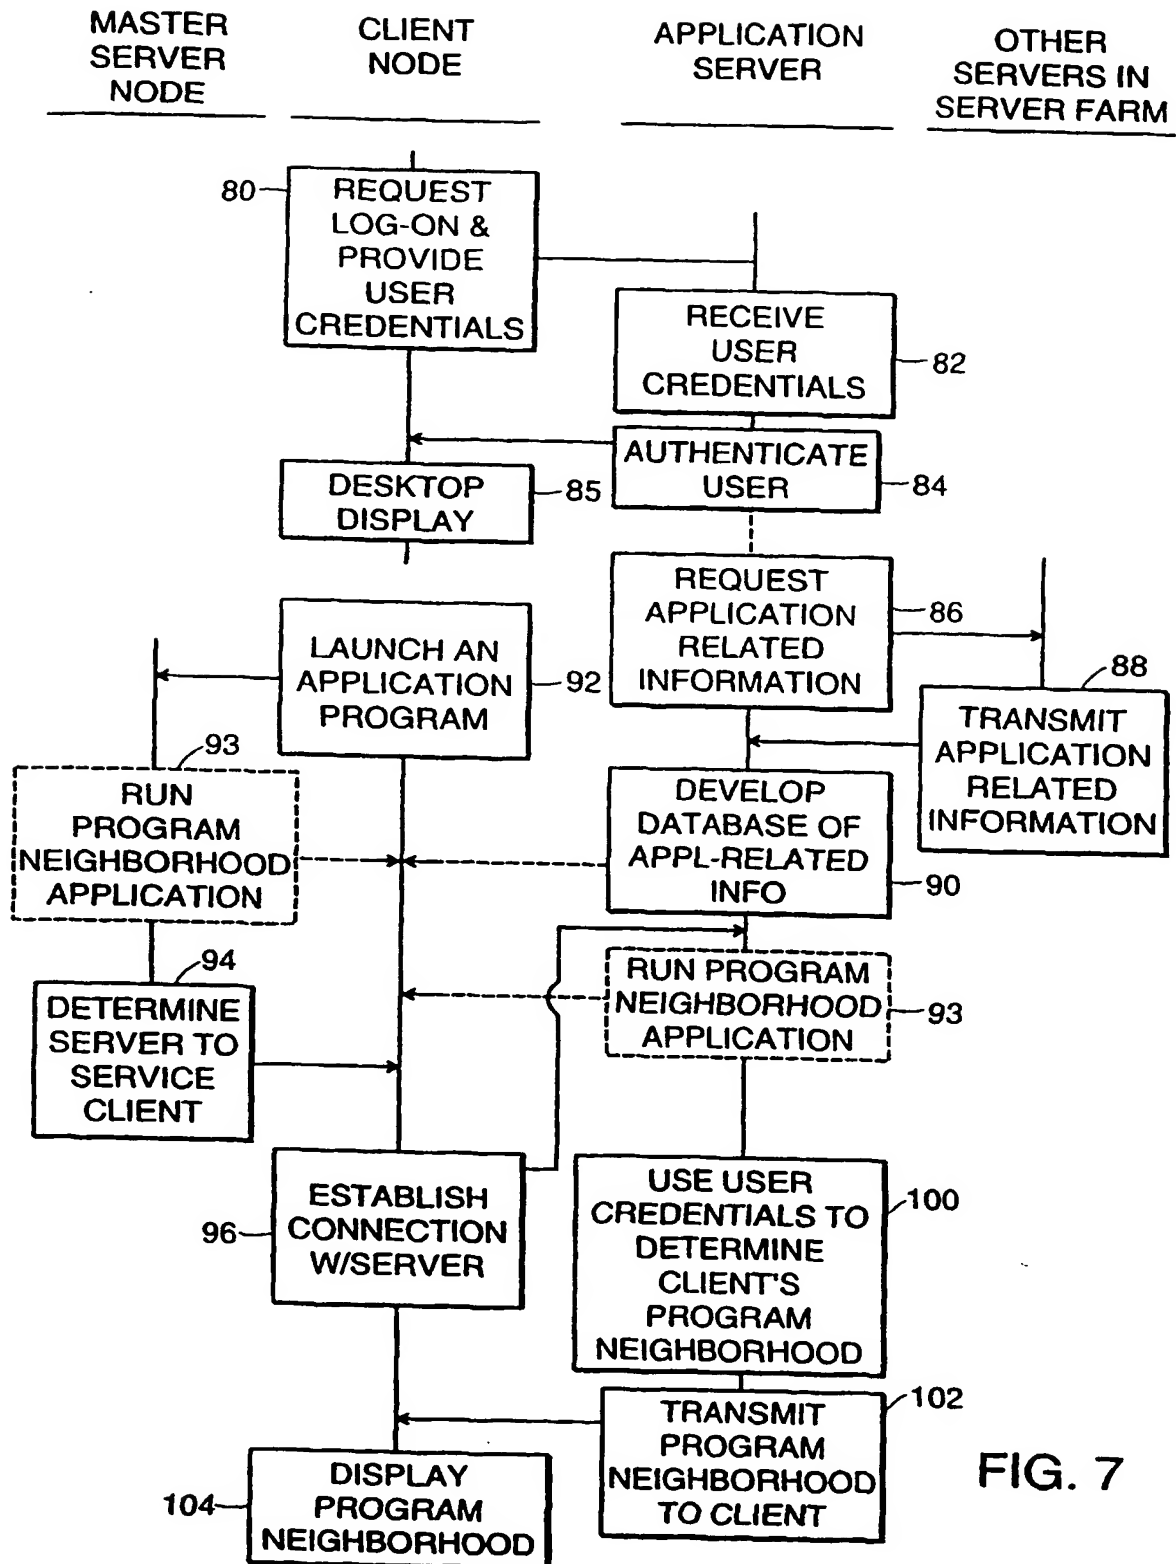 MASTER
SERVER
NODE
CLIENT
NODE
APPLICATION
SERVER
OTHER
SERVERS IN
SERVER FARM
80
REQUEST
LOG-ON &
PROVIDE
USER
CREDENTIALS
RECEIVE
USER
CREDENTIALS
82
AUTHENTICATE
USER
84
DESKTOP
DISPLAY
85
REQUEST
APPLICATION
RELATED
INFORMATION
86
LAUNCH AN
APPLICATION
PROGRAM
92
88
TRANSMIT
APPLICATION
RELATED
INFORMATION
93
RUN
PROGRAM
NEIGHBORHOOD
APPLICATION
DEVELOP
DATABASE OF
APPL-RELATED
INFO
90
94
DETERMINE
SERVER TO
SERVICE
CLIENT
RUN PROGRAM
NEIGHBORHOOD
APPLICATION
93
96
ESTABLISH
CONNECTION
W/SERVER
USE USER
CREDENTIALS TO
DETERMINE
CLIENT'S
PROGRAM
NEIGHBORHOOD
100
102
TRANSMIT
PROGRAM
NEIGHBORHOOD
TO CLIENT
104
DISPLAY
PROGRAM
NEIGHBORHOOD
FIG. 7